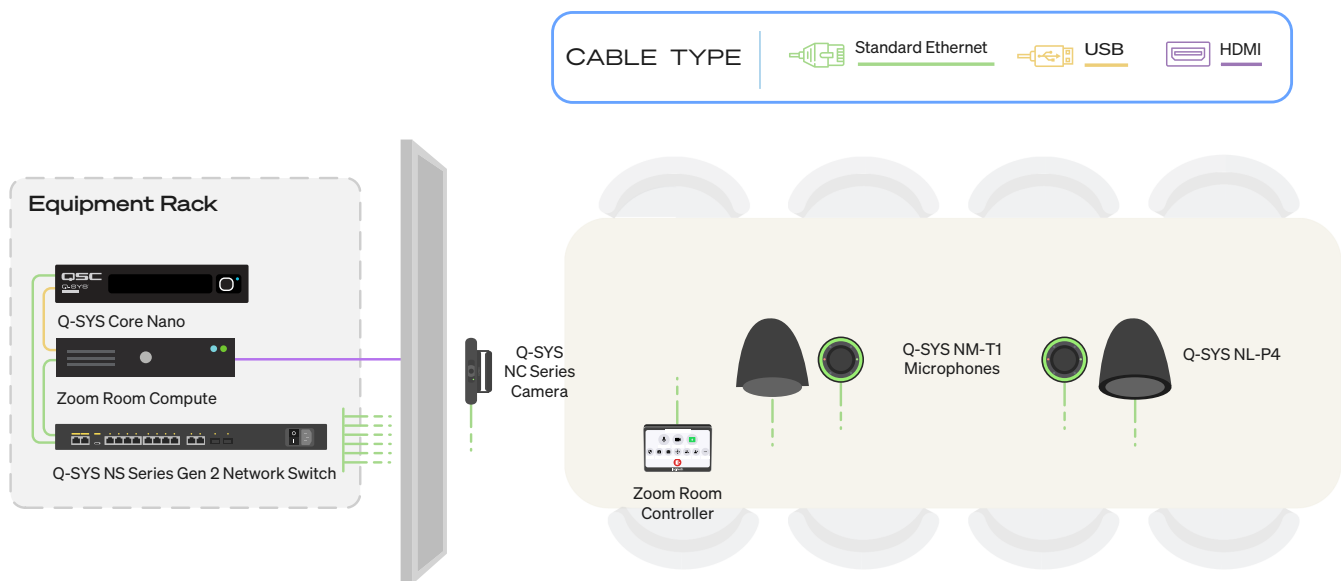 CABLE TYPE
Standard Ethernet
USB
HDMI
Equipment Rack
QSC
Q-SYS
Q-SYS Core Nano
Zoom Room Compute
Q-SYS NS Series Gen 2 Network Switch
Q-SYS
NC Series
Camera
Zoom Room
Controller
Q-SYS NM-T1
Microphones
Q-SYS NL-P4